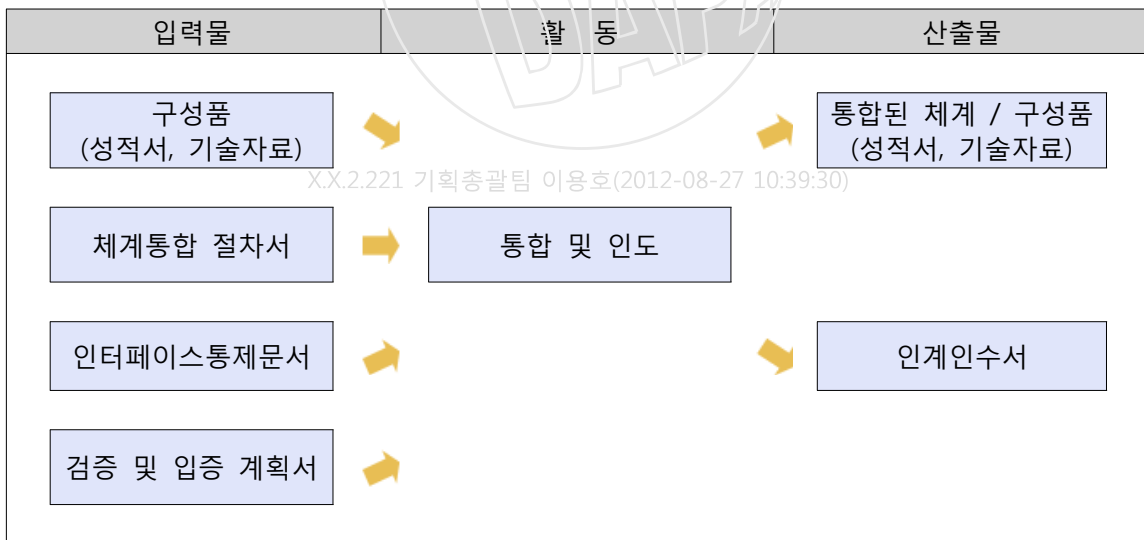 입력물 활 동 산출물
구성품
(성적서, 기술자료)
통합된 체계 / 구성품
(성적서, 기술자료)
DAPA
X.X.2.221 기획총괄팀 이용호(2012-08-27 10:39:30)
체계통합 절차서
통합 및 인도
인터페이스통제문서
인계인수서
검증 및 입증 계획서